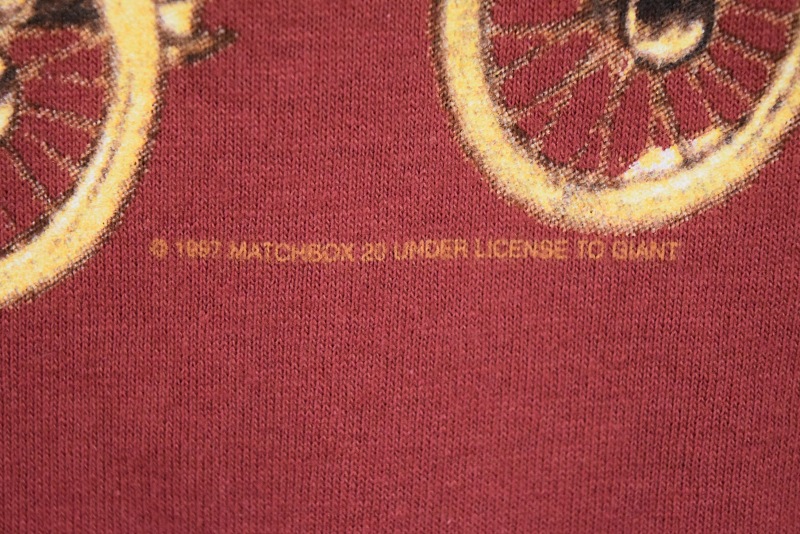 © 1997 MATCHBOX 20 UNDER LICENSE TO GIANT